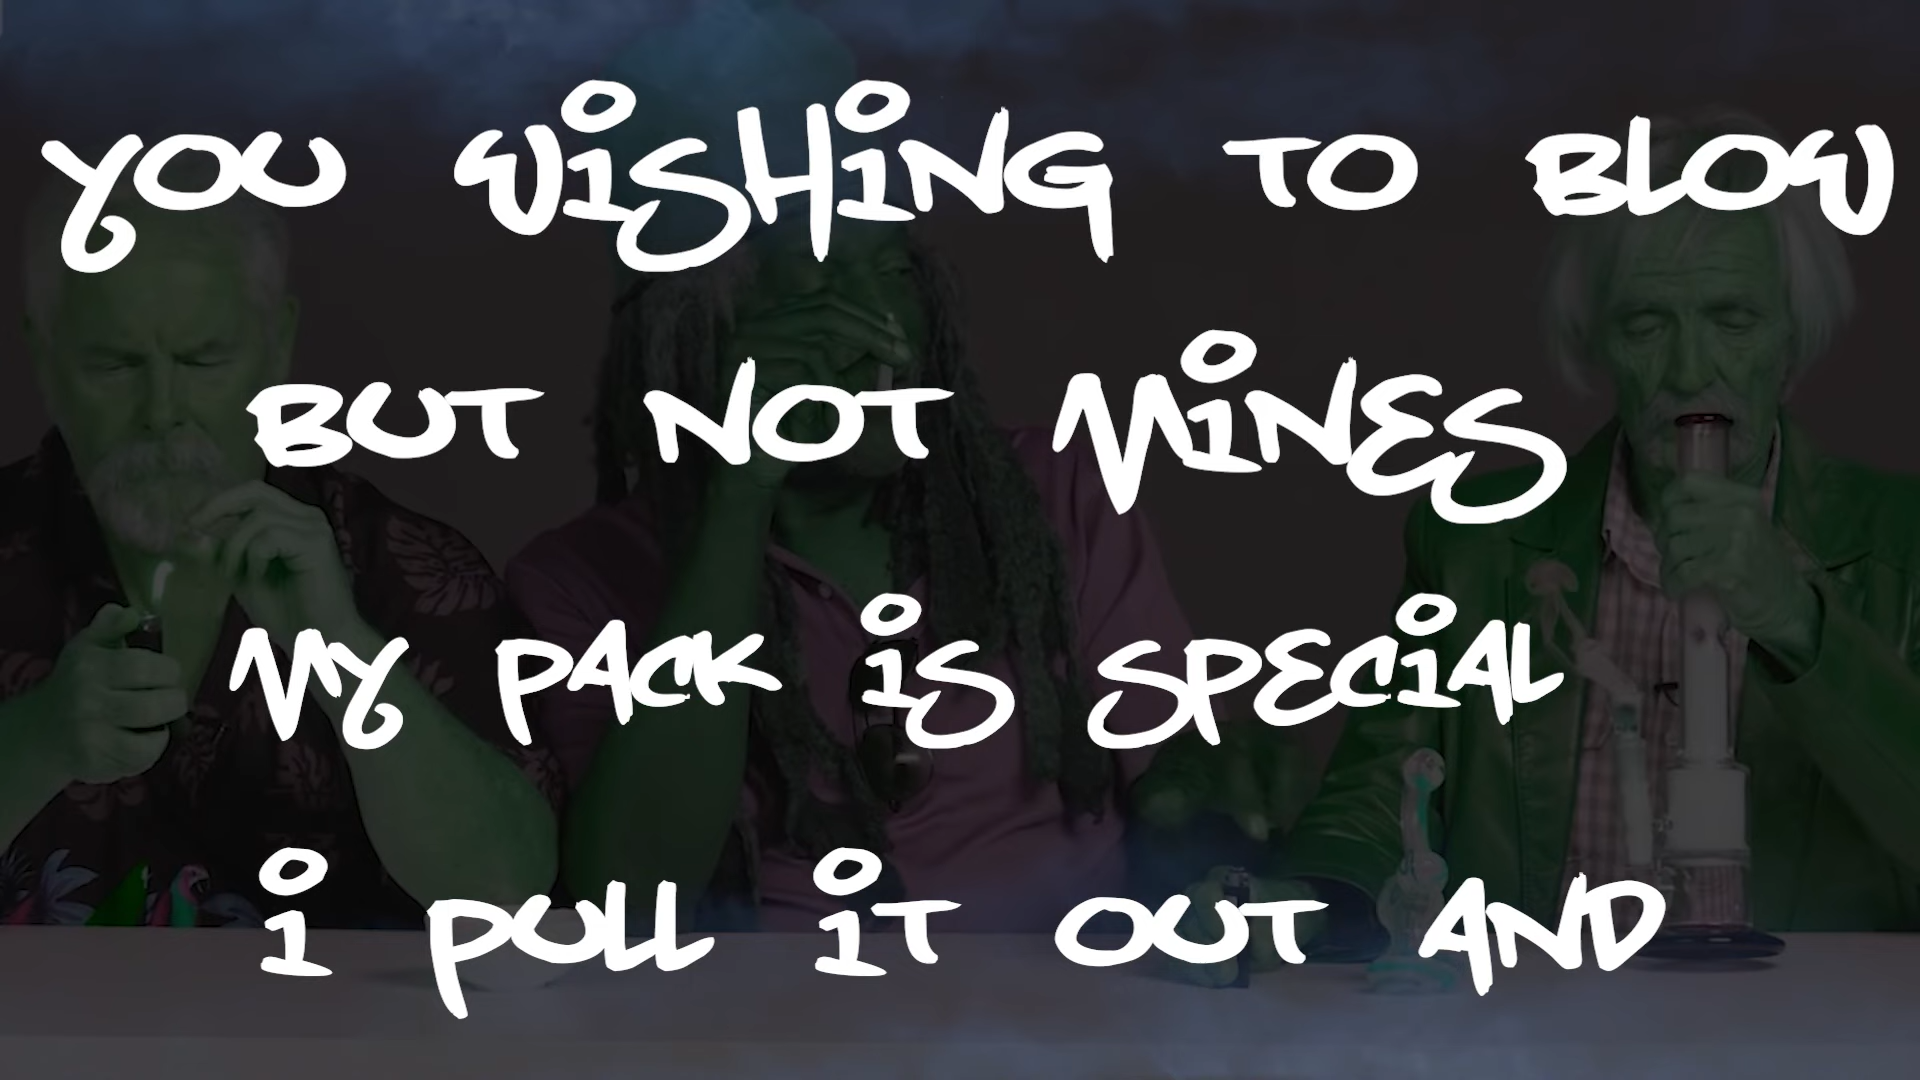 YOU WISHING TO BLOW
BUT NOT MINES
MY PACK IS SPECIAL
I PULL IT OUT AND